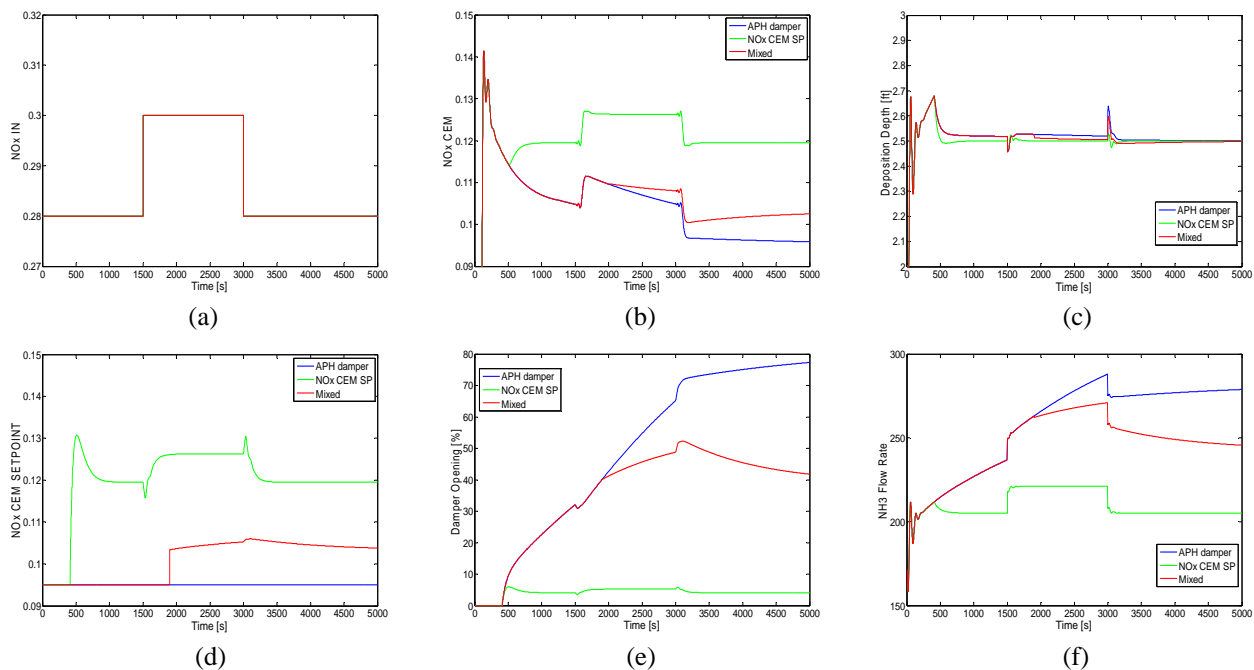 0.32
0.31
0.3
0.29
0.28
0.27
NOx IN
0 500 1000 1500 2000 2500 3000 3500 4000 4500 5000
Time [s]
(a)
0.15
0.14
0.13
0.12
0.11
0.1
0.09
NOx CEM
APH damper
NOx CEM SP
Mixed
0 500 1000 1500 2000 2500 3000 3500 4000 4500 5000
Time [s]
(b)
3
2.9
2.8
2.7
2.6
2.5
2.4
2.3
2.2
2.1
2
Deposition Depth [ft]
APH damper
NOx CEM SP
Mixed
0 500 1000 1500 2000 2500 3000 3500 4000 4500 5000
Time [s]
(c)
0.15
0.14
0.13
0.12
0.11
0.1
0.09
NOx CEM SETPOINT
APH damper
NOx CEM SP
Mixed
0 500 1000 1500 2000 2500 3000 3500 4000 4500 5000
Time [s]
(d)
80
70
60
50
40
30
20
10
0
Damper Opening [%]
APH damper
NOx CEM SP
Mixed
0 500 1000 1500 2000 2500 3000 3500 4000 4500 5000
Time [s]
(e)
300
250
200
150
NH3 Flow Rate
APH damper
NOx CEM SP
Mixed
0 500 1000 1500 2000 2500 3000 3500 4000 4500 5000
Time [s]
(f)